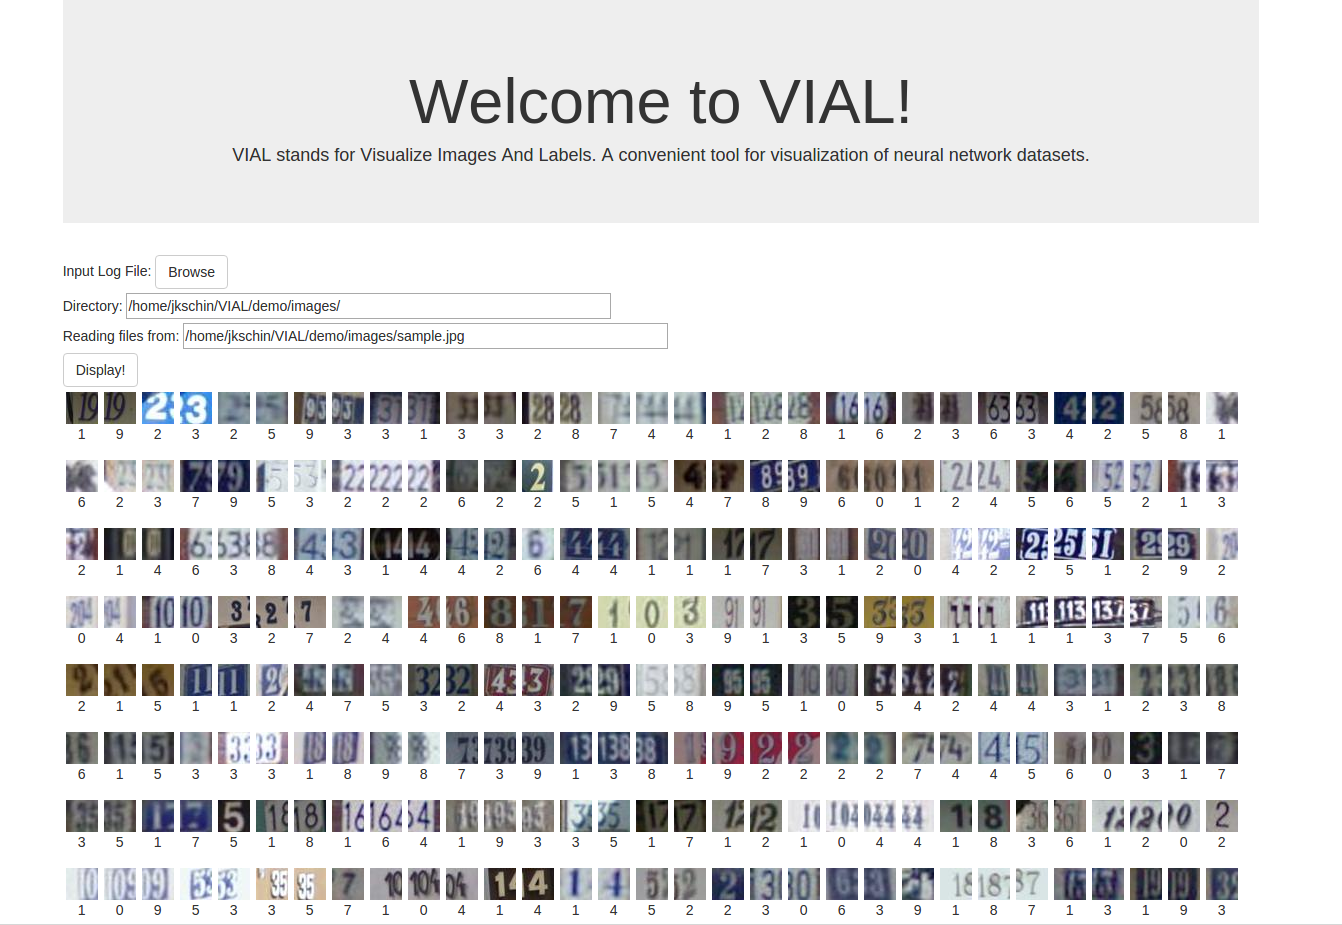 Welcome to VIAL!
VIAL stands for Visualize Images And Labels. A convenient tool for visualization of neural network datasets.
Input Log File: Browse
Directory: /home/jkschin/VIAL/demo/images/
Reading files from: /home/jkschin/VIAL/demo/images/sample.jpg
Display!
1 9 2 3 2 5 9 3 3 1 3 3 2 8 7 4 4 1 2 8 1 6 2 3 6 3 4 2 5 8 1
6 2 3 7 9 5 3 2 2 2 6 2 2 5 1 5 4 7 8 9 6 0 1 2 4 5 6 5 2 1 3
2 1 4 6 3 8 4 3 1 4 4 2 6 4 4 1 1 1 7 3 1 2 0 4 2 2 5 1 2 9 2
0 4 1 0 3 2 7 2 4 4 6 8 1 7 1 0 3 9 1 3 5 9 3 1 1 1 1 3 7 5 6
2 1 5 1 1 2 4 7 5 3 2 4 3 2 9 5 8 9 5 1 0 5 4 2 4 4 3 1 2 3 8
6 1 5 3 3 3 1 8 9 8 7 3 9 1 3 8 1 9 2 2 2 2 7 4 4 5 6 0 3 1 7
3 5 1 7 5 1 8 1 6 4 1 9 3 3 5 1 7 1 2 1 0 4 4 1 8 3 6 1 2 0 2
1 0 9 5 3 3 5 7 1 0 4 1 4 1 4 5 2 2 3 0 6 3 9 1 8 7 1 3 1 9 3